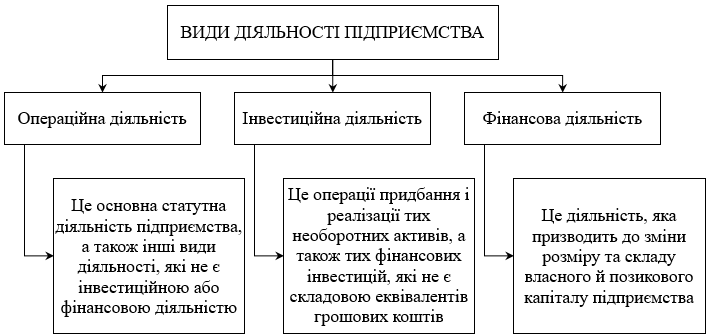 ВИДИ ДІЯЛЬНОСТІ ПІДПРИЄМСТВА
Операційна діяльність
Інвестиційна діяльність
Фінансова діяльність
Це основна статутна
діяльність підприємства,
а також інші види
діяльності, які не є
інвестиційною або
фінансовою діяльністю
Це операції придбання і
реалізації тих
необоротних активів, а
також тих фінансових
інвестицій, які не є
складовою еквівалентів
грошових коштів
Це діяльність, яка
призводить до зміни
розміру та складу
власного й позикового
капіталу підприємства